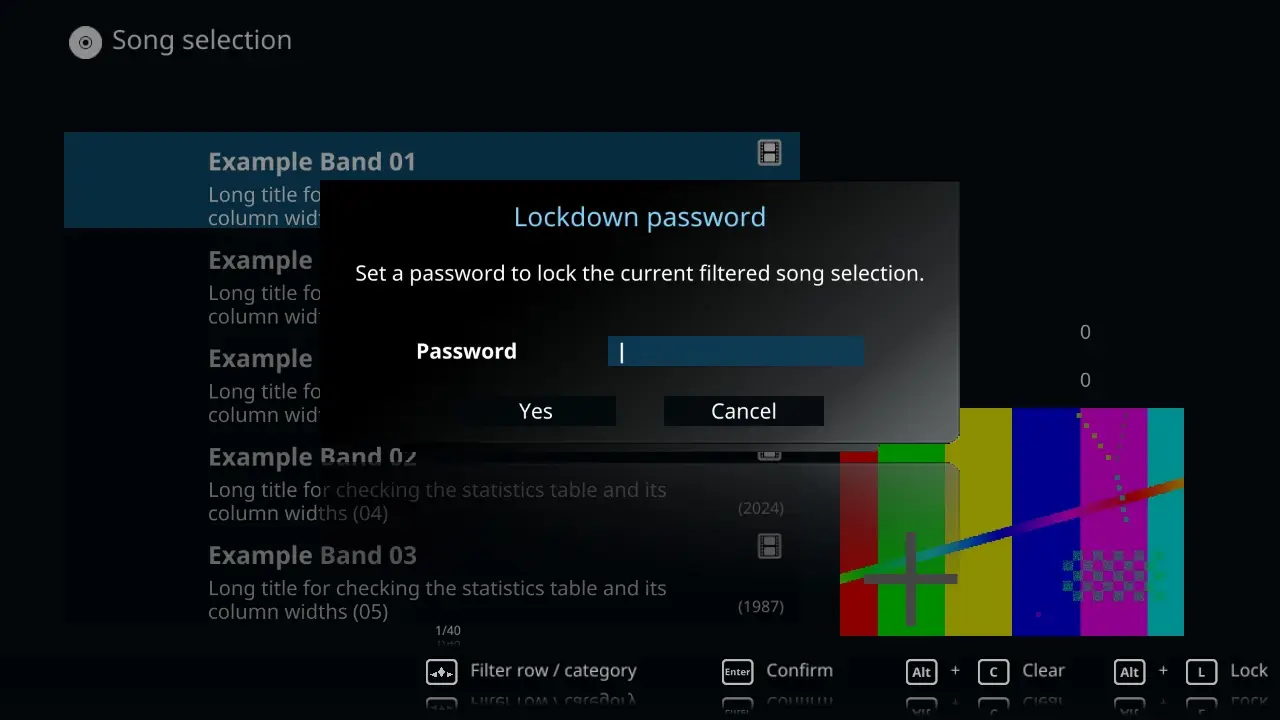 Song selection
Example Band 01
Long title fo
column widt
Lockdown password
Set a password to lock the current filtered song selection.
Example
Long title fo
column widt
0
Password
Example
Long title fo
column widt
0
Yes
Cancel
Example Band 02
Long title for checking the statistics table and its
column widths (04)
(2024)
Example Band 03
Long title for checking the statistics table and its
column widths (05)
(1987)
1/40
Filter row / category
Enter Confirm
Alt + C Clear
Alt + L Lock